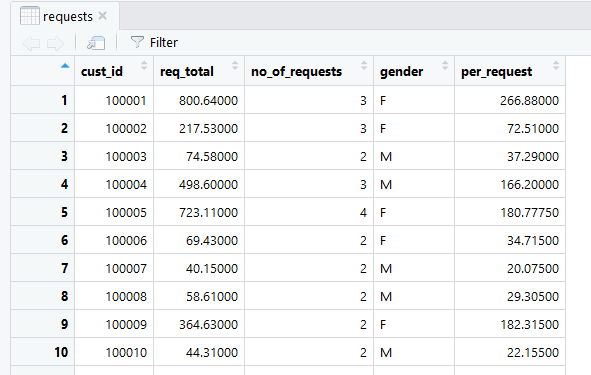 requests
Filter
cust_id req_total no_of_requests gender per_request
1 100001 800.64000 3 F 266.88000
2 100002 217.53000 3 F 72.51000
3 100003 74.58000 2 M 37.29000
4 100004 498.60000 3 M 166.20000
5 100005 723.11000 4 F 180.77750
6 100006 69.43000 2 F 34.71500
7 100007 40.15000 2 M 20.07500
8 100008 58.61000 2 M 29.30500
9 100009 364.63000 2 F 182.31500
10 100010 44.31000 2 M 22.15500